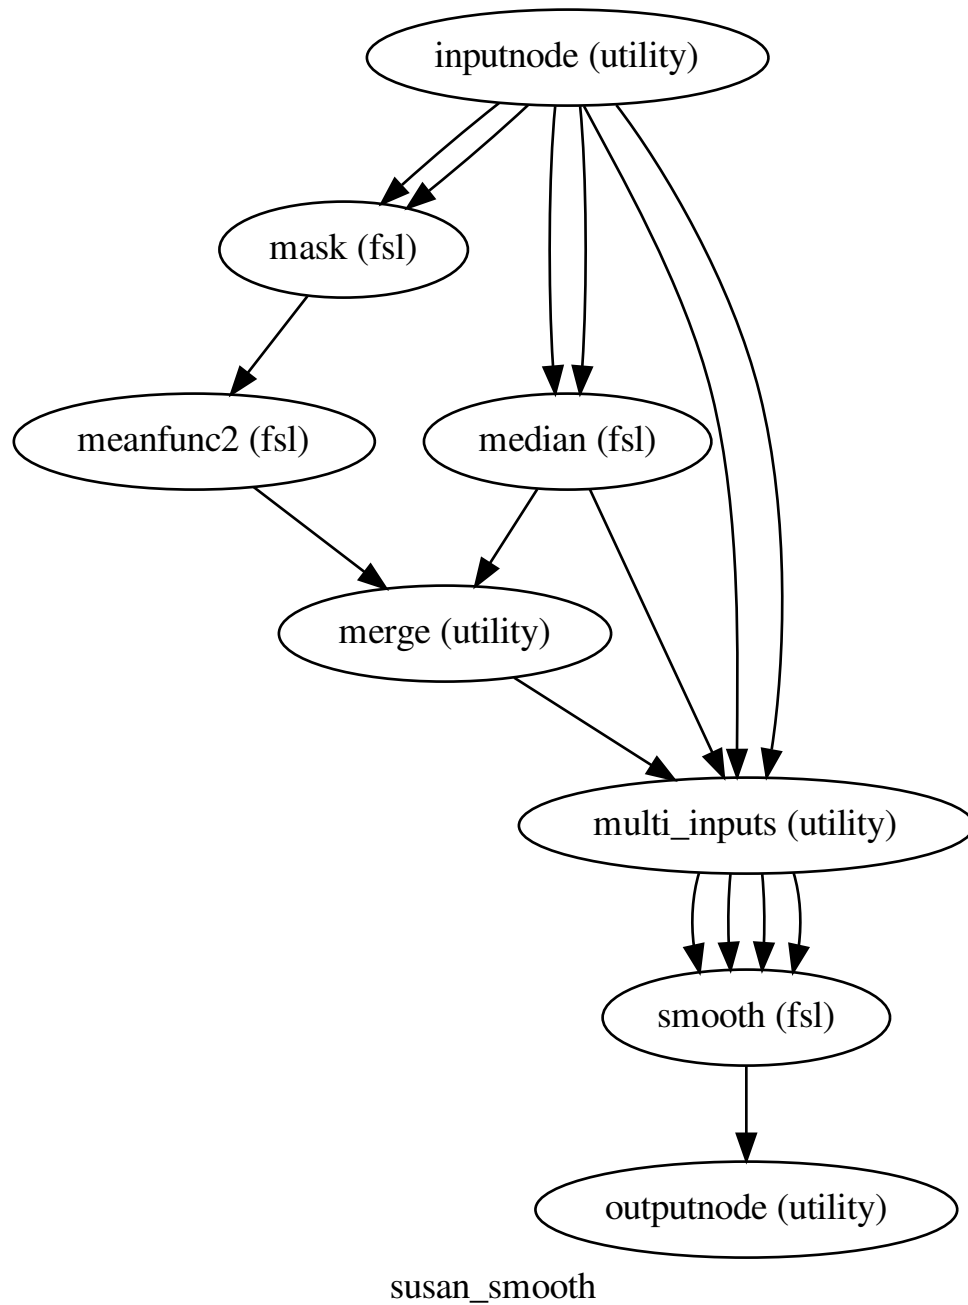 inputnode (utility)
mask (fsl)
meanfunc2 (fsl)
median (fsl)
merge (utility)
multi_inputs (utility)
smooth (fsl)
outputnode (utility)
susan_smooth